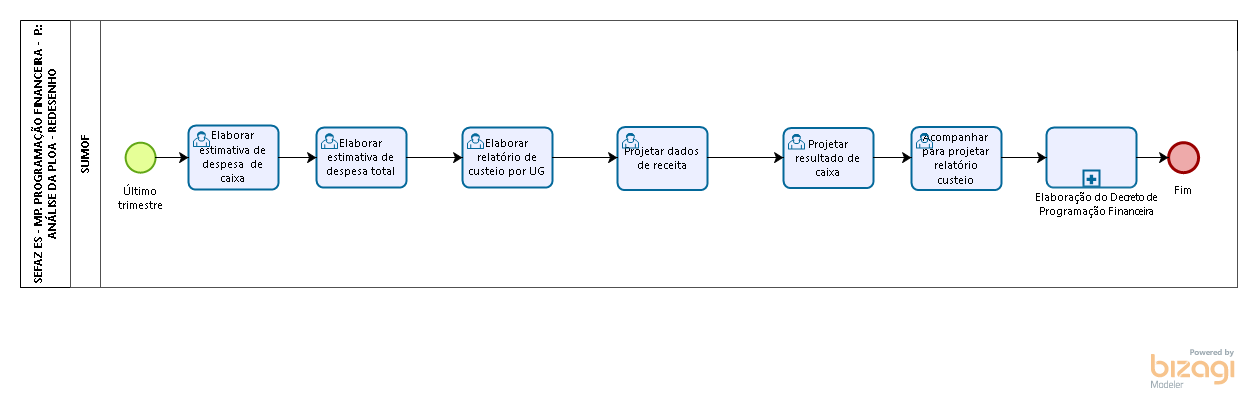 SEFAZ ES - MP. PROGRAMAÇÃO FINANCEIRA - P.:
ANÁLISE DA PLOA - REDESENHO
SUMOF
Último
trimestre
Elaborar
estimativa de
despesa de
caixa
Elaborar
estimativa de
despesa total
Elaborar
relatório de
custeio por UG
Projetar dados
de receita
Projetar
resultado de
caixa
Acompanhar
para projetar
relatório
custeio
Elaboração do Decreto de
Programação Financeira
Fim
Powered by
bizagi
Modeler